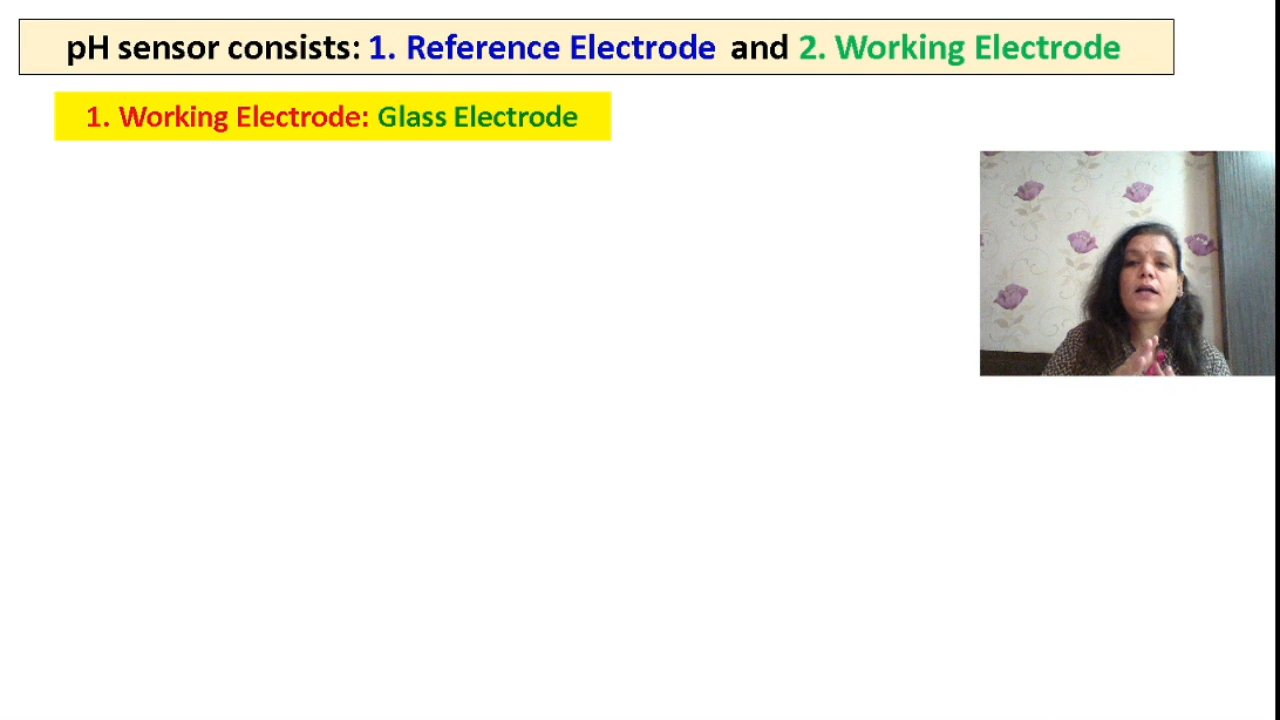 pH sensor consists: 1. Reference Electrode and 2. Working Electrode
1. Working Electrode: Glass Electrode